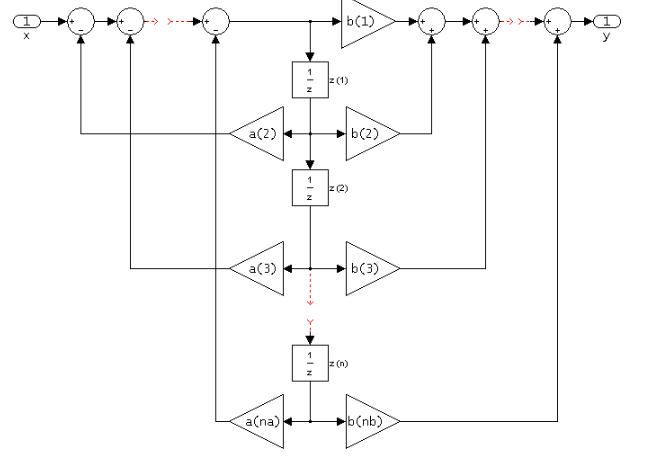 1 b(1) 1
x y
1/z z(1)
a(2) b(2)
1/z z(2)
a(3) b(3)
1/z z(n)
a(na) b(nb)